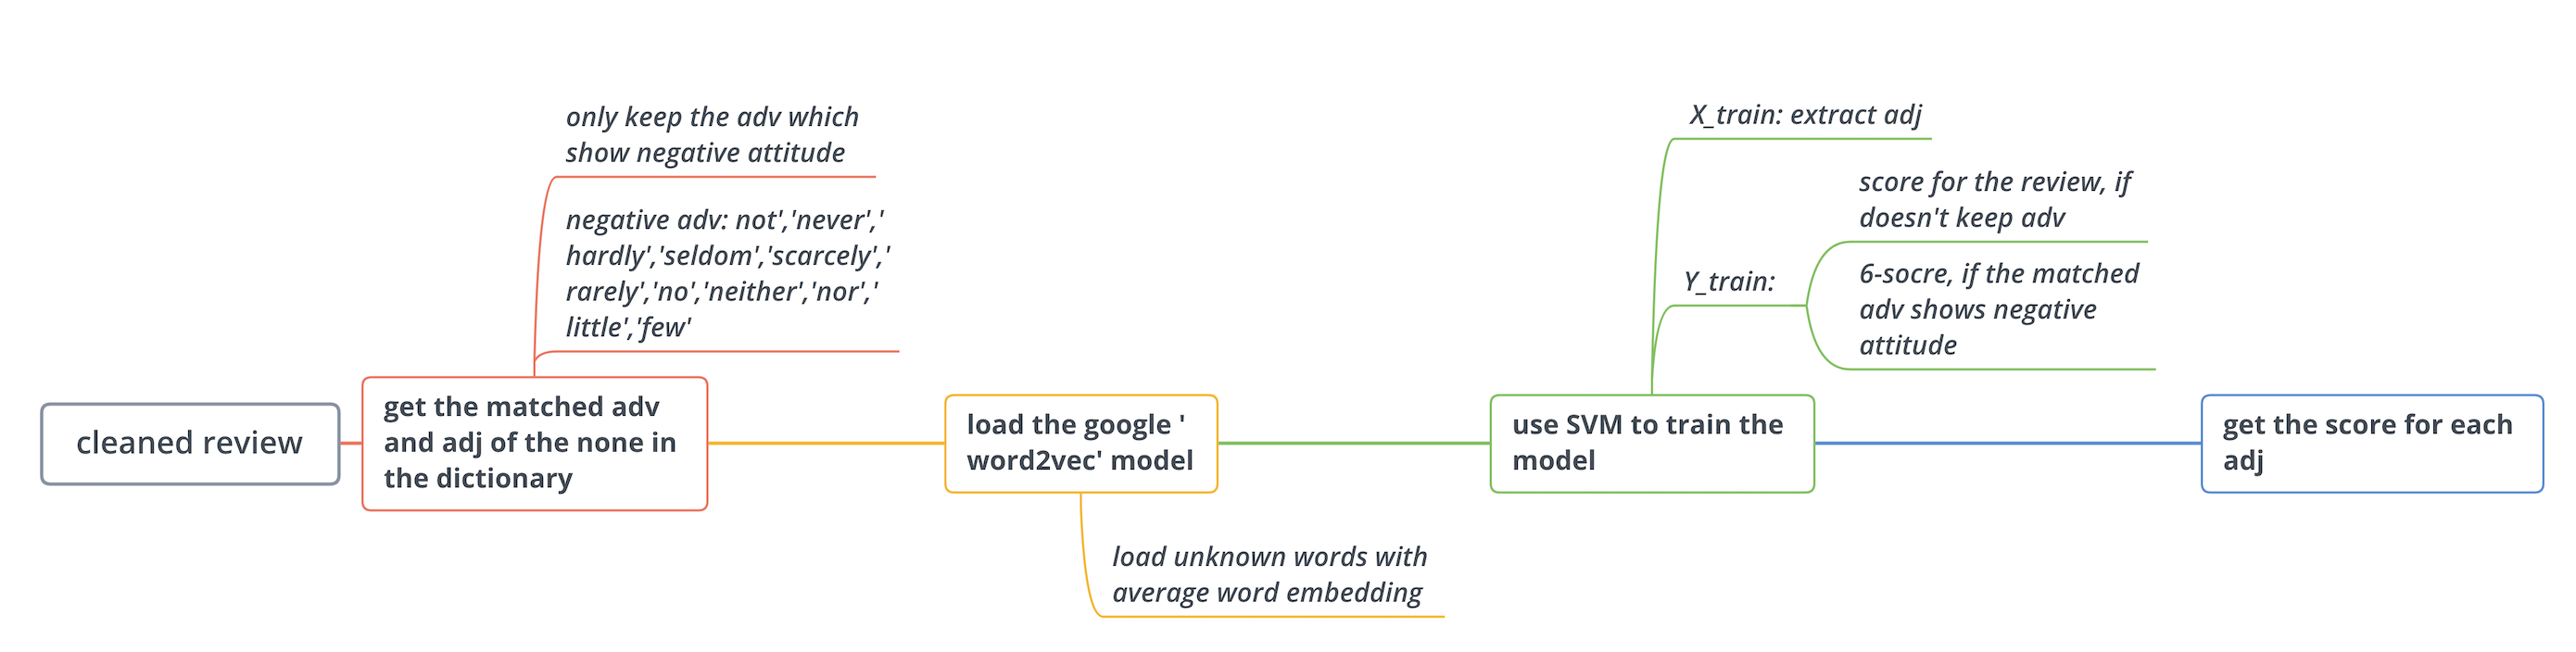 cleaned review
only keep the adv which
show negative attitude
negative adv: not','never','
hardly','seldom','scarcely','
rarely','no','neither','nor','
little','few'
get the matched adv
and adj of the none in
the dictionary
load the google '
word2vec' model
load unknown words with
average word embedding
X_train: extract adj
Y_train:
score for the review, if
doesn't keep adv
6-socre, if the matched
adv shows negative
attitude
use SVM to train the
model
get the score for each
adj